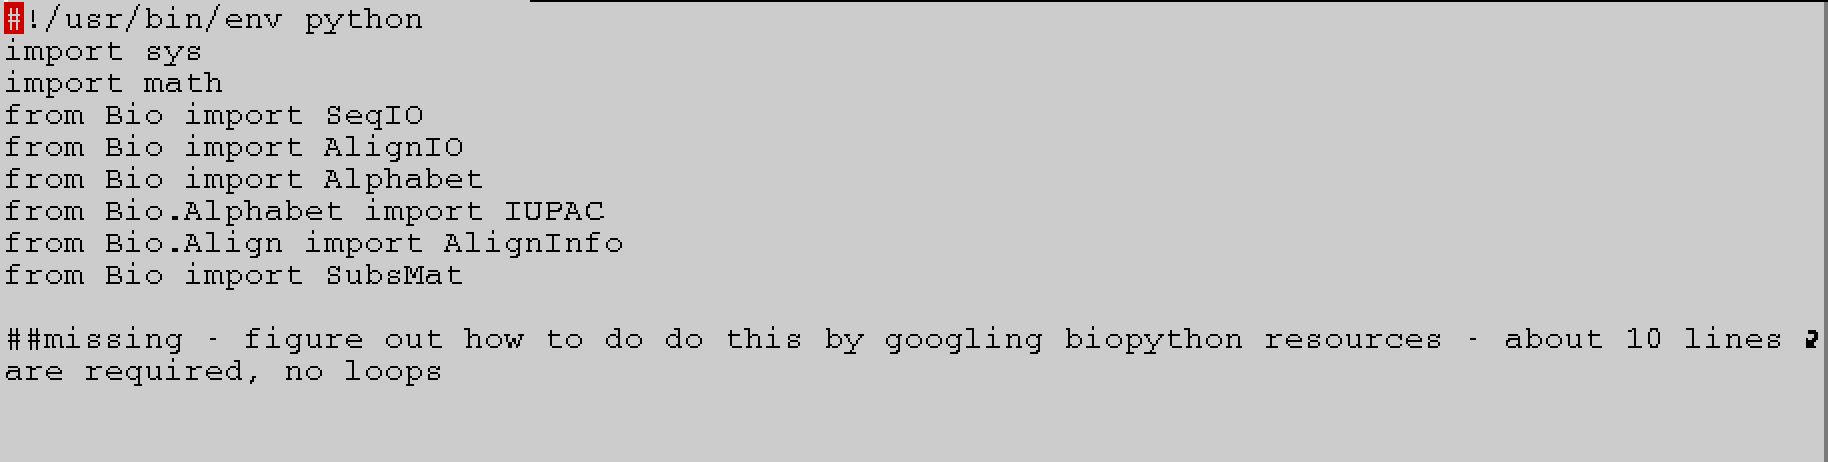 #!/usr/bin/env python
import sys
import math
from Bio import SeqIO
from Bio import AlignIO
from Bio import Alphabet
from Bio.Alphabet import IUPAC
from Bio.Align import AlignInfo
from Bio import SubsMat
##missing - figure out how to do do this by googling biopython resources - about 10 lines
are required, no loops